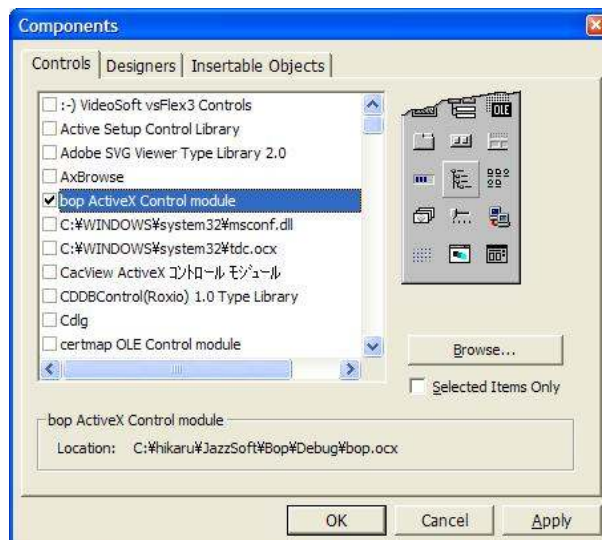 Components
Controls
Designers
Insertable Objects
:-) VideoSoft vsFlex3 Controls
Active Setup Control Library
Adobe SVG Viewer Type Library 2.0
AxBrowse
bop ActiveX Control module
C:¥WINDOWS¥system32¥msconf.dll
C:¥WINDOWS¥system32¥tdc.ocx
CacView ActiveX コントロール モジュール
CDDBControl(Roxio) 1.0 Type Library
Cdlg
certmap OLE Control module
OLE
Browse...
Selected Items Only
bop ActiveX Control module
Location: C:¥hikaru¥JazzSoft¥Bop¥Debug¥bop.ocx
OK
Cancel
Apply